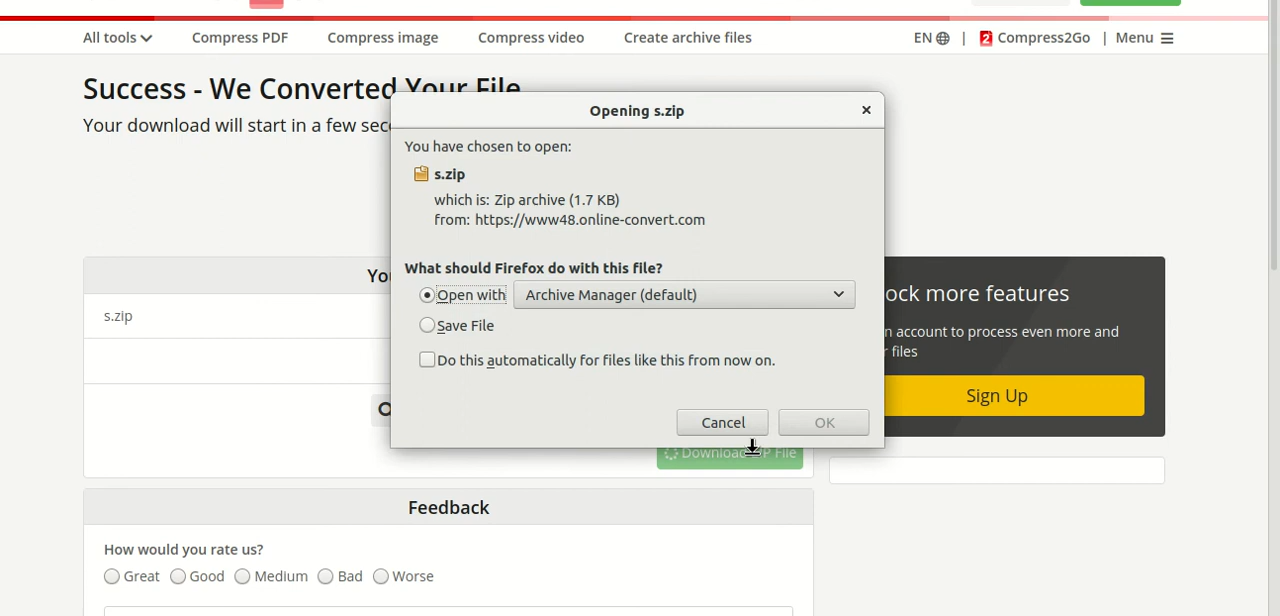 All tools
Compress PDF
Compress image
Compress video
Create archive files
EN | 2 Compress2Go | Menu
Success - We Converted Your File
Your download will start in a few
Opening s.zip
You have chosen to open:
s.zip
which is: Zip archive (1.7 KB)
from: https://www48.online-convert.com
What should Firefox do with this file?
Open with
Archive Manager (default)
Save File
Do this automatically for files like this from now on.
Cancel
OK
s.zip
more features
account to process even more and
files
Sign Up
Download File
Feedback
How would you rate us?
Great
Good
Medium
Bad
Worse